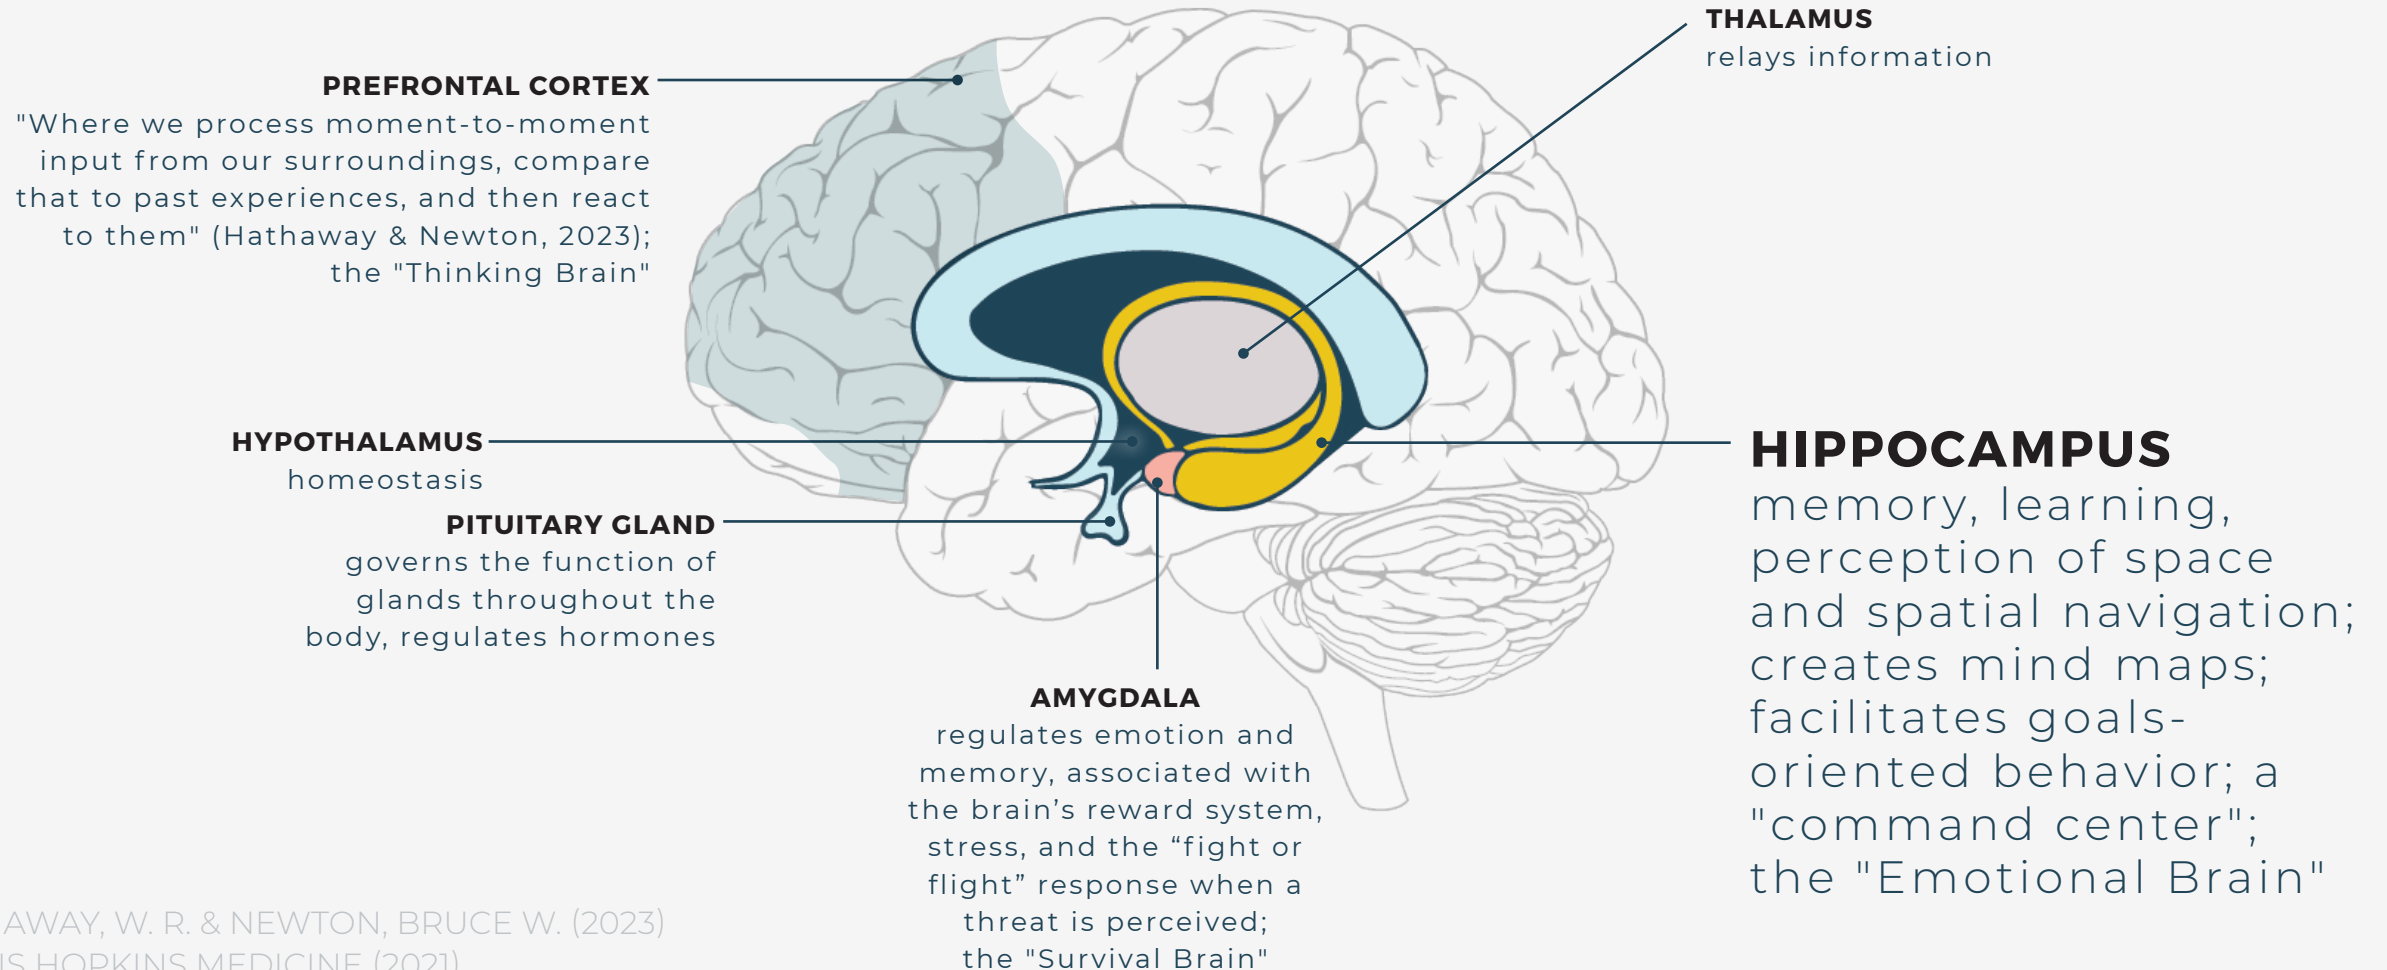 THALAMUS
relays information
PREFRONTAL CORTEX
"Where we process moment-to-moment
input from our surroundings, compare
that to past experiences, and then react
to them" (Hathaway & Newton, 2023);
the "Thinking Brain"
HYPOTHALAMUS
homeostasis
PITUITARY GLAND
governs the function of
glands throughout the
body, regulates hormones
HIPPOCAMPUS
memory, learning,
perception of space
and spatial navigation;
creates mind maps;
facilitates goals-
oriented behavior; a
"command center";
the "Emotional Brain"
AMYGDALA
regulates emotion and
memory, associated with
the brain’s reward system,
stress, and the “fight or
flight” response when a
threat is perceived;
the "Survival Brain"
AWAY, W. R. & NEWTON, BRUCE W. (2023)
HOPKINS MEDICINE (2021)